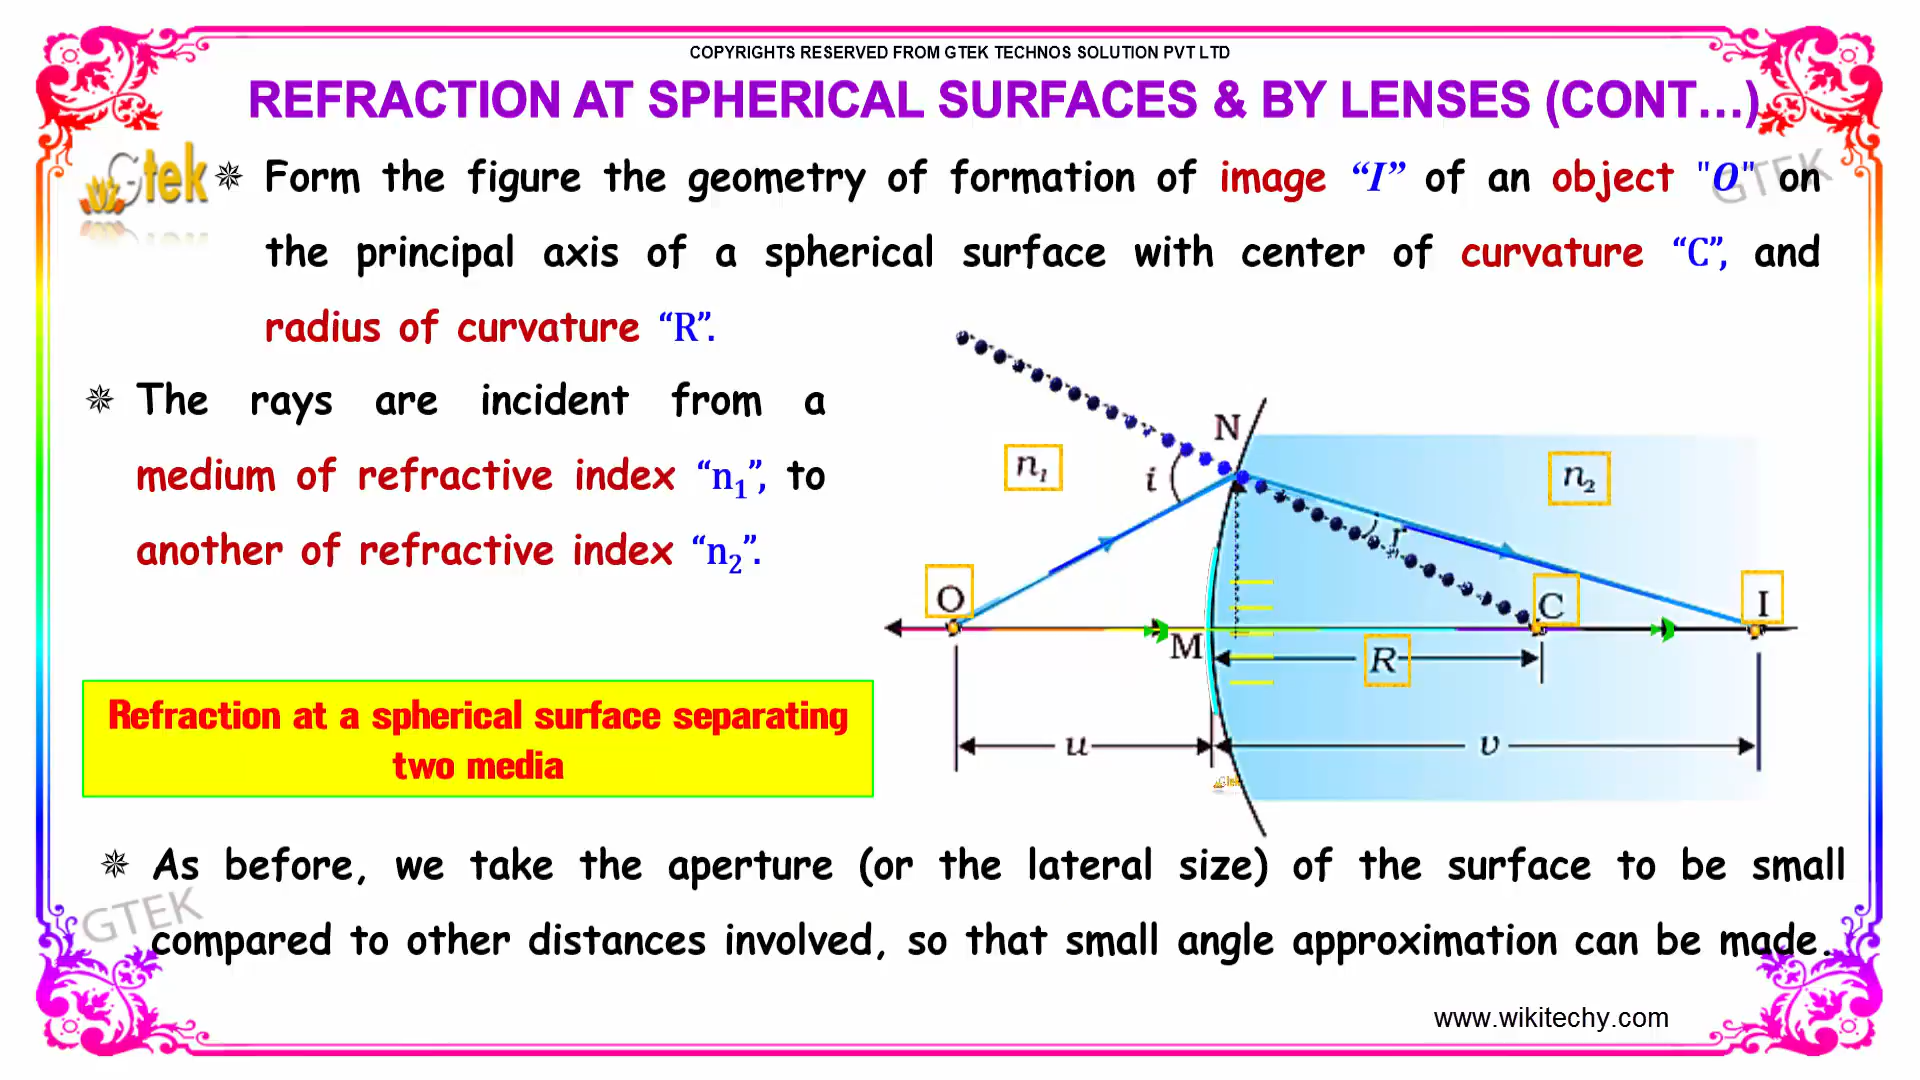 COPYRIGHTS RESERVED FROM GTEK TECHNOS SOLUTION PVT LTD
REFRACTION AT SPHERICAL SURFACES & BY LENSES (CONT...)
Gtek
GTEK
Form the figure the geometry of formation of image “I” of an object "O" on
the principal axis of a spherical surface with center of curvature “C”, and
radius of curvature “R”.
The rays are incident from a
medium of refractive index “n₁”, to
another of refractive index “n₂”.
N
n₁
i
n₂
r
O
C
I
M
R
u
v
Gtek
Refraction at a spherical surface separating
two media
As before, we take the aperture (or the lateral size) of the surface to be small
GTEK
compared to other distances involved, so that small angle approximation can be made.
www.wikitechy.com